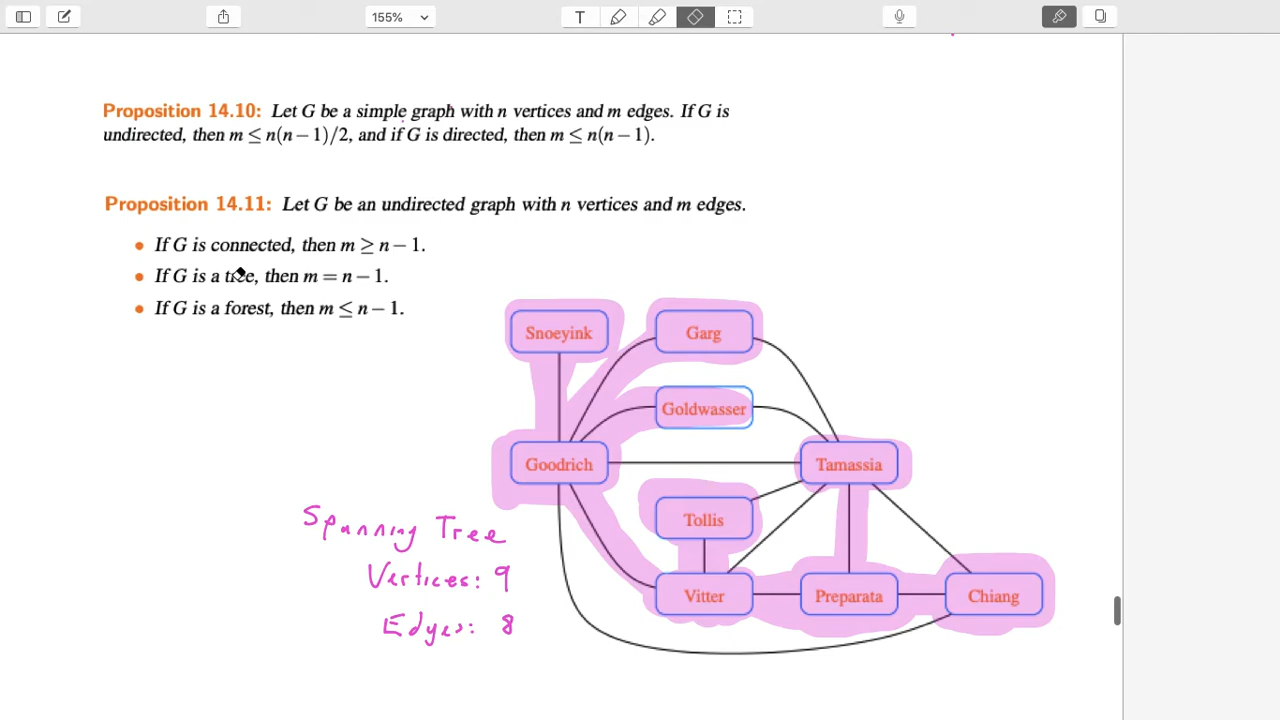 155%
T
Proposition 14.10: Let G be a simple graph with n vertices and m edges. If G is
undirected, then m ≤ n(n − 1)/2, and if G is directed, then m ≤ n(n − 1).
Proposition 14.11: Let G be an undirected graph with n vertices and m edges.
• If G is connected, then m ≥ n − 1.
• If G is a tree, then m = n − 1.
• If G is a forest, then m ≤ n − 1.
Snoeyink
Garg
Goldwasser
Goodrich
Tamassia
Tollis
Vitter
Preparata
Chiang
Spanning Tree
Vertices: 9
Edges: 8